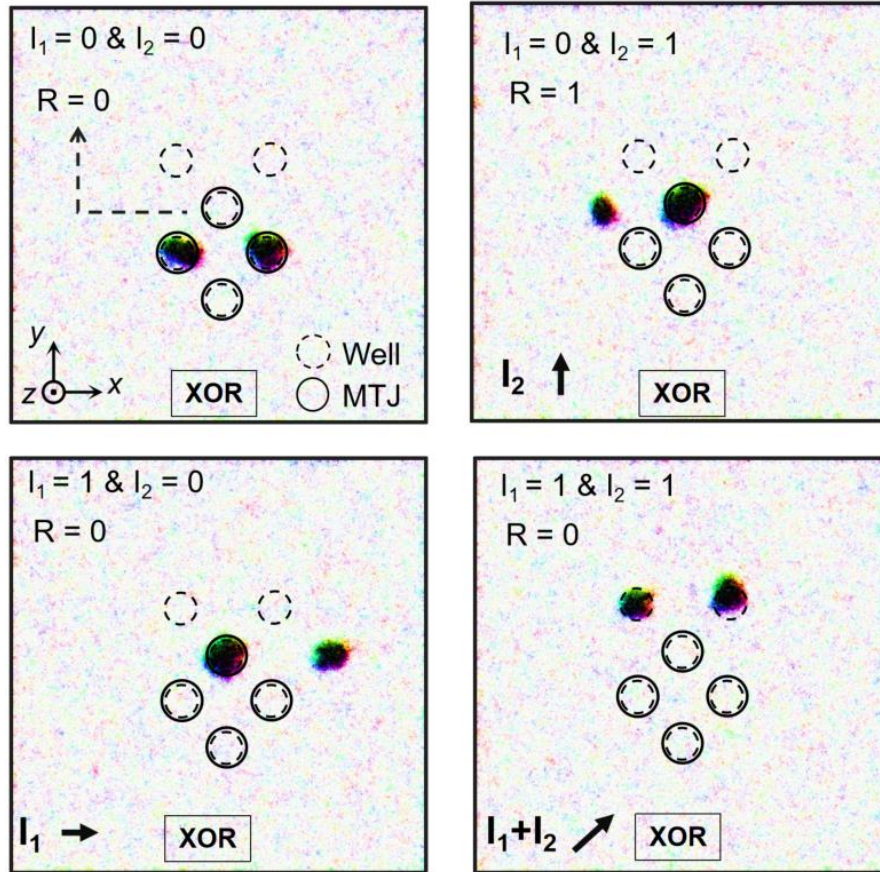 I₁ = 0 & I₂ = 0
R = 0
y
z
x
Well
MTJ
XOR
I₁ = 0 & I₂ = 1
R = 1
I₂
XOR
I₁ = 1 & I₂ = 0
R = 0
I₁
XOR
I₁ = 1 & I₂ = 1
R = 0
I₁+I₂
XOR